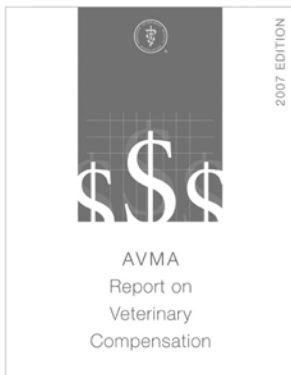 2007 EDITION
$$$
AVMA
Report on
Veterinary
Compensation